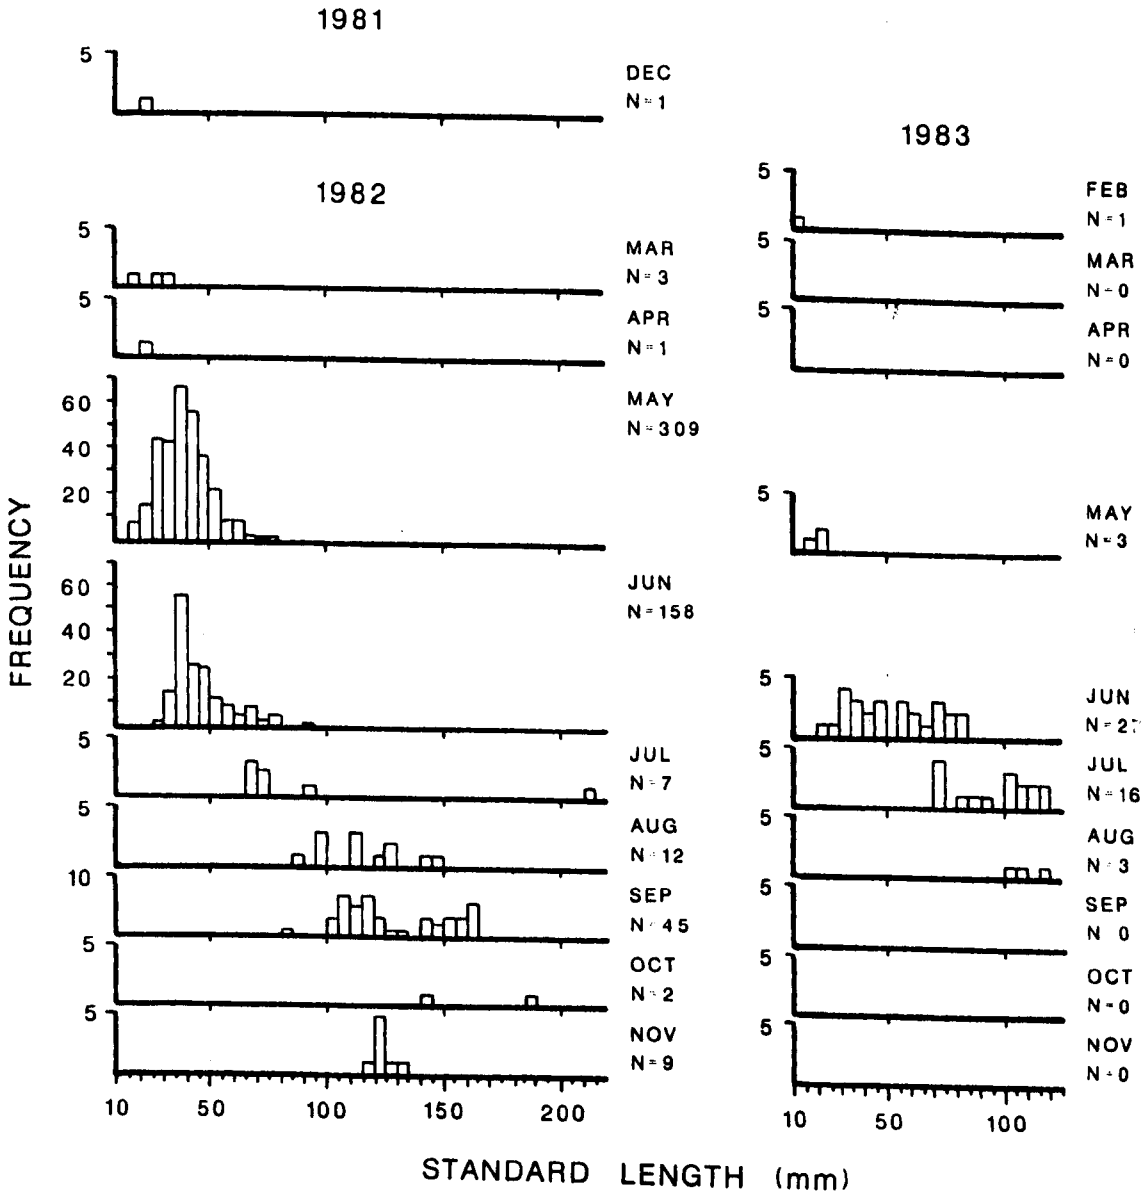 1981
5
DEC
N=1
1982
5
MAR
N=3
5
APR
N=1
60
40
20
MAY
N=309
60
40
20
JUN
N=158
5
JUL
N=7
5
AUG
N=12
10
SEP
N=45
5
OCT
N=2
5
NOV
N=9
10 50 100 150 200
1983
5
FEB
N=1
5
MAR
N=0
5
APR
N=0
5
MAY
N=3
5
JUN
N=27
5
JUL
N=16
5
AUG
N=3
5
SEP
N 0
5
OCT
N=0
5
NOV
N=0
10 50 100
FREQUENCY
STANDARD LENGTH (mm)